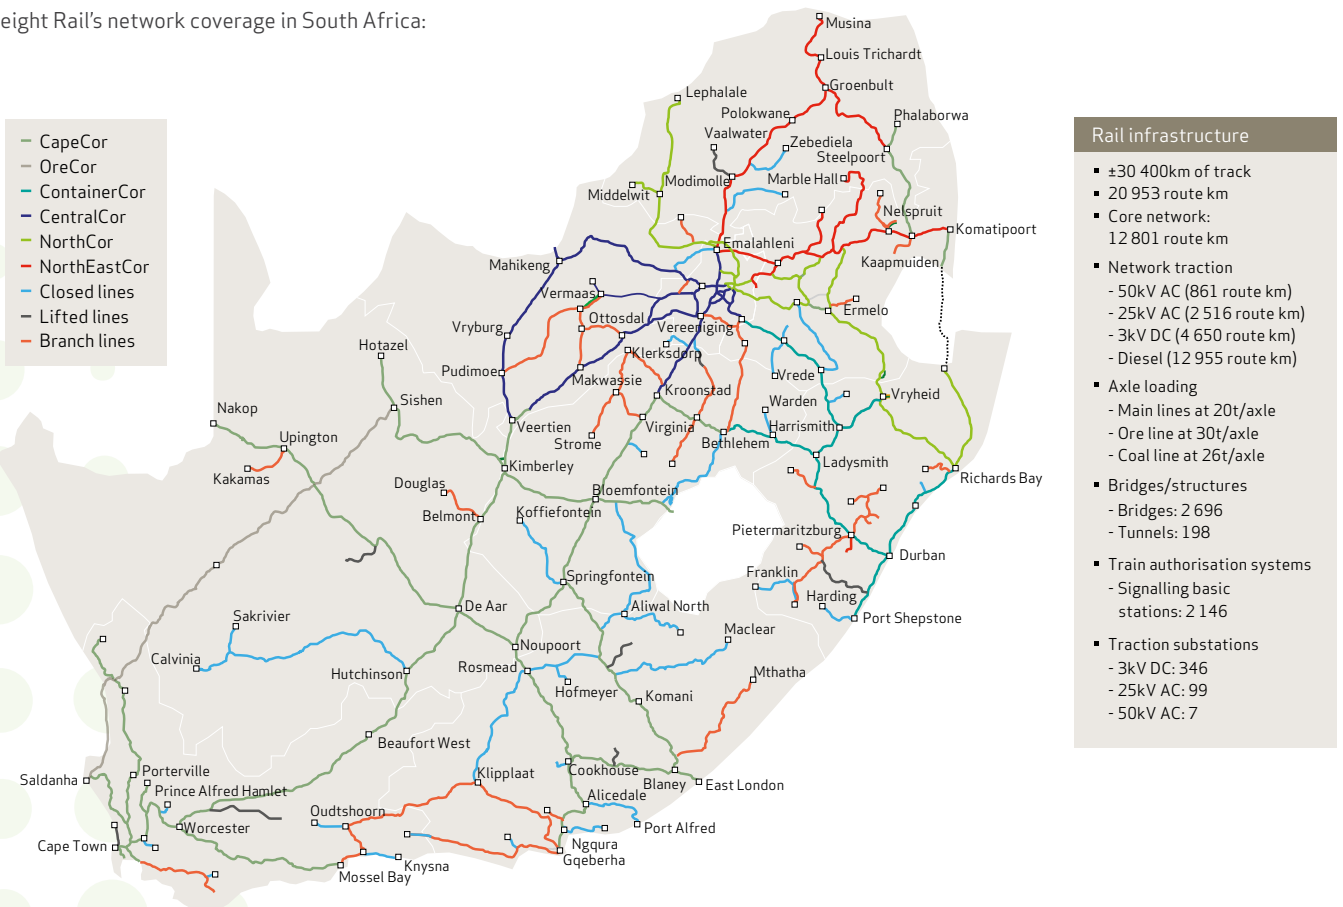 eight Rail's network coverage in South Africa:
CapeCor
OreCor
ContainerCor
CentralCor
NorthCor
NorthEastCor
Closed lines
Lifted lines
Branch lines
Musina
Louis Trichardt
Groenbult
Lephalale
Polokwane
Phalaborwa
Vaalwater
Zebediela
Steelpoort
Modimolle
Marble Hall
Middelwit
Nelspruit
Komatipoort
Emalahleni
Mahikeng
Kaapmuiden
Vermaas
Ottosdal
Ermelo
Vryburg
Vereeniging
Hotazel
Klerksdorp
Pudimoe
Makwassie
Vrede
Kroonstad
Vryheid
Sishen
Nakop
Warden
Veertien
Virginia
Harrismith
Strome
Bethlehem
Upington
Kimberley
Ladysmith
Kakamas
Douglas
Richards Bay
Bloemfontein
Belmont
Koffiefontein
Pietermaritzburg
Durban
Springfontein
Franklin
Harding
De Aar
Aliwal North
Port Shepstone
Sakrivier
Maclear
Noupoort
Calvinia
Rosmead
Mthatha
Hutchinson
Hofmeyer
Komani
Beaufort West
Saldanha
Porterville
Klipplaat
Cookhouse
Prince Alfred Hamlet
Blaney
East London
Alicedale
Oudtshoorn
Worcester
Port Alfred
Cape Town
Ngqura
Gqeberha
Knysna
Mossel Bay
Rail infrastructure
±30 400km of track
20 953 route km
Core network:
12 801 route km
Network traction
- 50kV AC (861 route km)
- 25kV AC (2 516 route km)
- 3kV DC (4 650 route km)
- Diesel (12 955 route km)
Axle loading
- Main lines at 20t/axle
- Ore line at 30t/axle
- Coal line at 26t/axle
Bridges/structures
- Bridges: 2 696
- Tunnels: 198
Train authorisation systems
- Signalling basic
stations: 2 146
Traction substations
- 3kV DC: 346
- 25kV AC: 99
- 50kV AC: 7